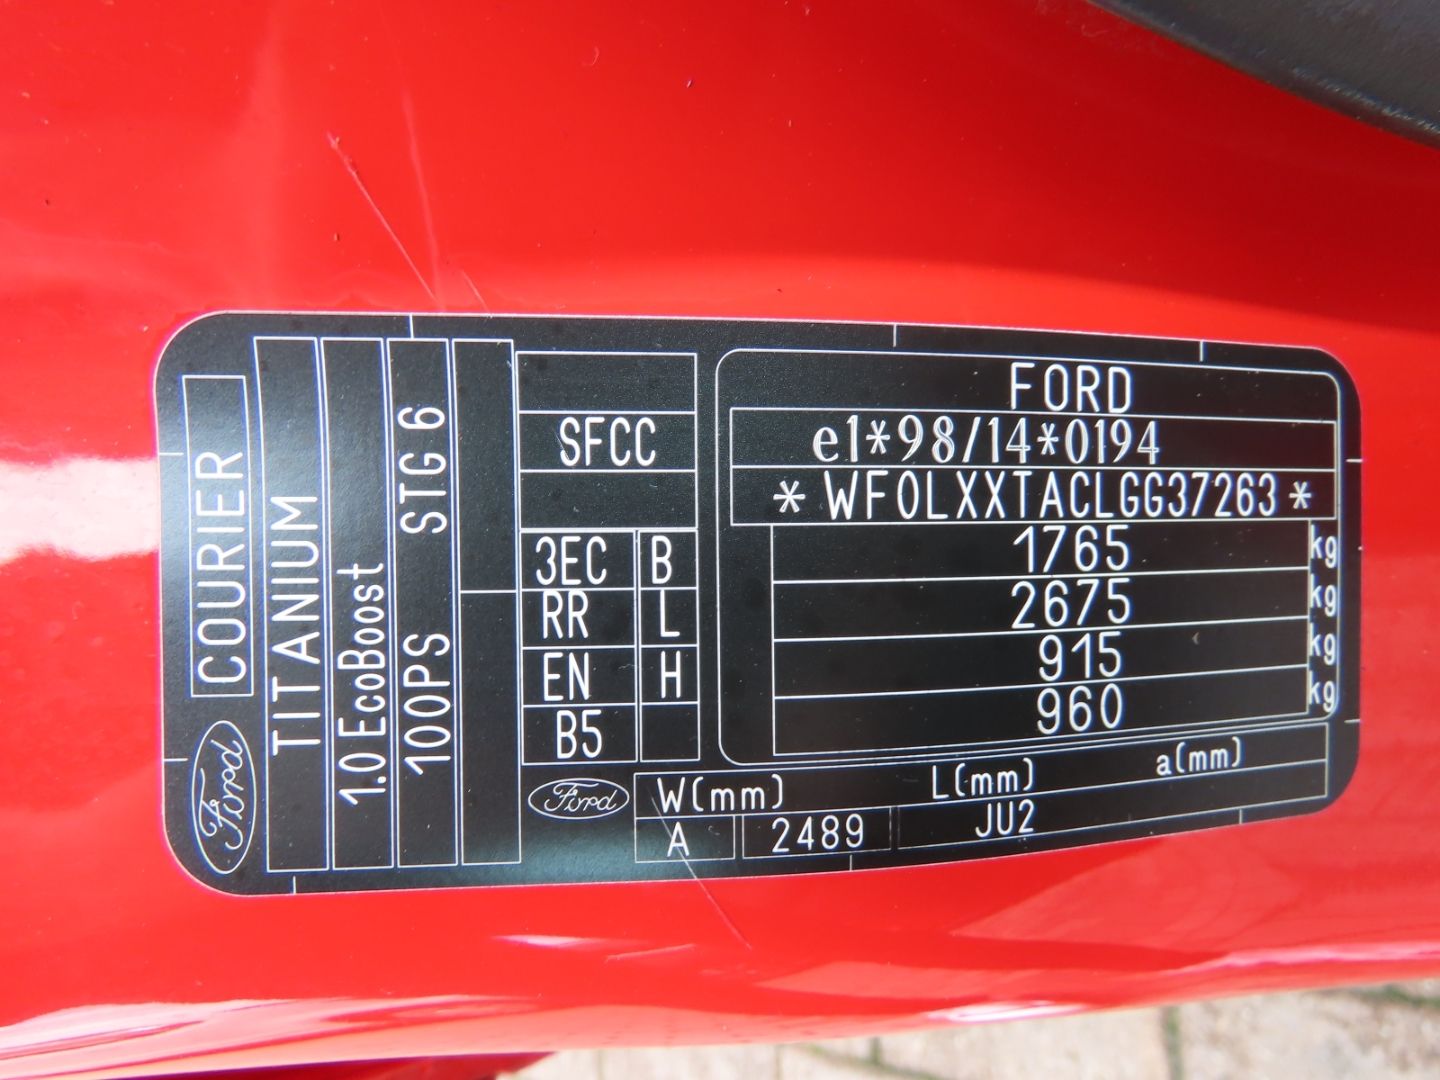 FORD
e1*98/14*0194
* WF0LXXTACLGG37263 *
1765 kg
2675 kg
915 kg
960 kg
W(mm) L(mm) a(mm)
A 2489 JU2
SFCC
3EC B
RR L
EN H
B5
Ford
Ford COURIER
TITANIUM
1.0 EcoBoost
100PS STG 6